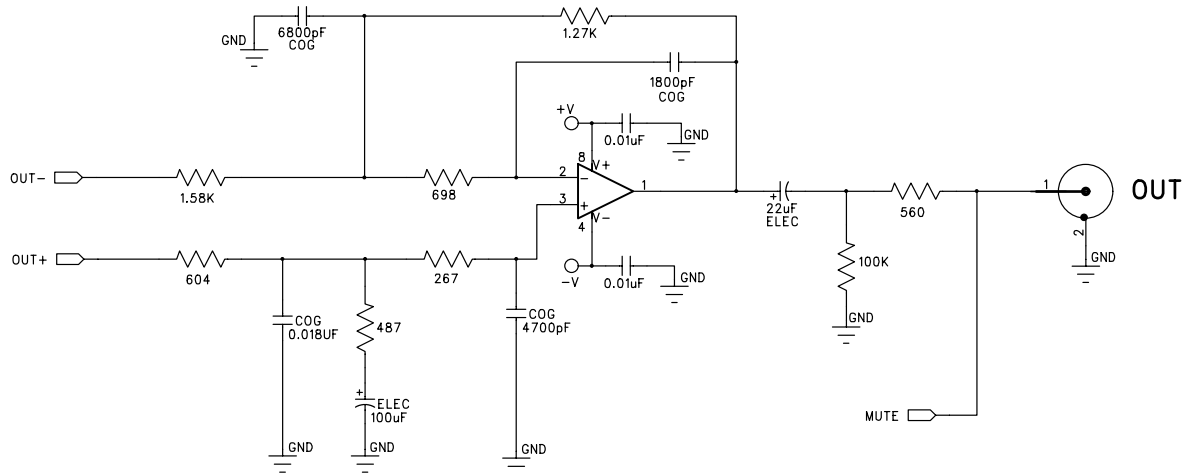 GND
6800pF
COG
1.27K
1800pF
COG
+V
0.01uF
GND
8
V+
OUT-
1.58K
698
2
-
3
+
1
4
V-
+
22uF
ELEC
560
1
OUT
2
GND
OUT+
604
267
-V
0.01uF
GND
100K
GND
COG
0.018UF
487
COG
4700pF
+
ELEC
100uF
MUTE
GND
GND
GND